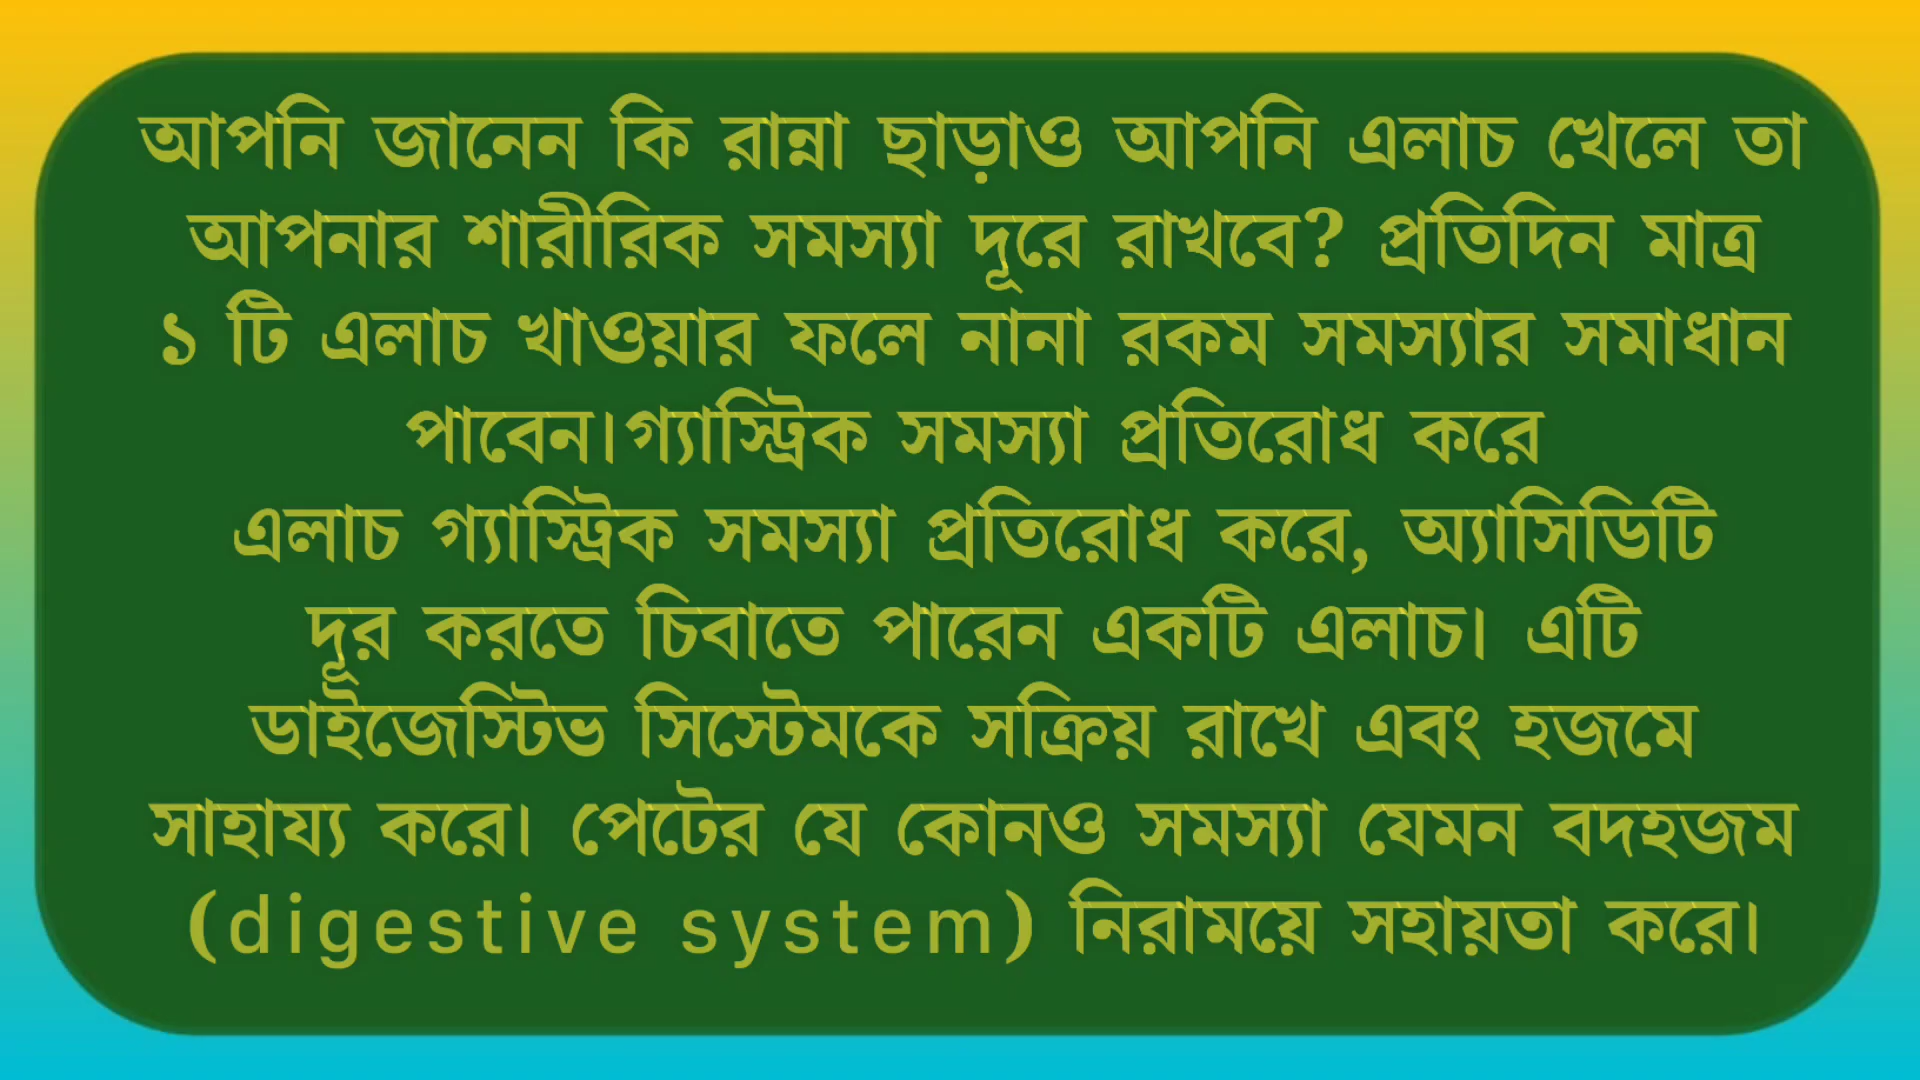 আপনি জানেন কি রান্না ছাড়াও আপনি এলাচ খেলে তা
আপনার শারীরিক সমস্যা দূরে রাখবে? প্রতিদিন মাত্র
১ টি এলাচ খাওয়ার ফলে নানা রকম সমস্যার সমাধান
পাবেন।গ্যাস্ট্রিক সমস্যা প্রতিরোধ করে
এলাচ গ্যাস্ট্রিক সমস্যা প্রতিরোধ করে, অ্যাসিডিটি
দূর করতে চিবাতে পারেন একটি এলাচ। এটি
ডাইজেস্টিভ সিস্টেমকে সক্রিয় রাখে এবং হজমে
সাহায্য করে। পেটের যে কোনও সমস্যা যেমন বদহজম
(digestive system) নিরাময়ে সহায়তা করে।